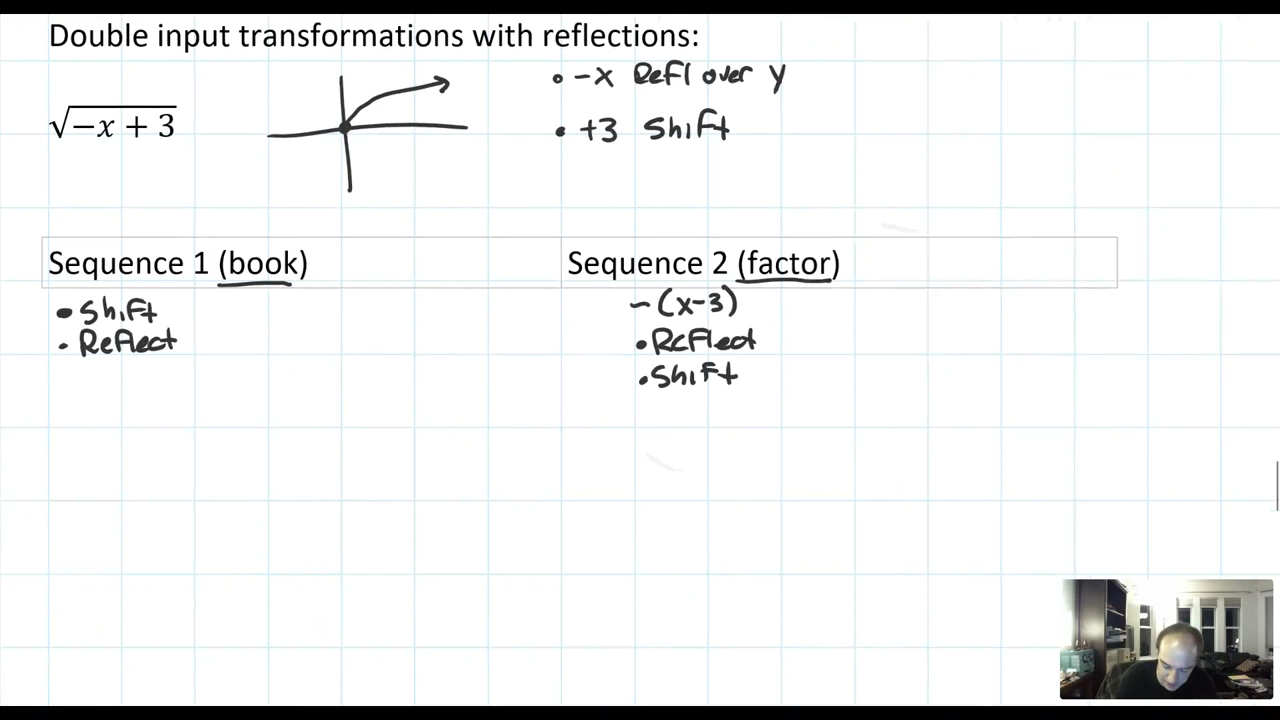 Double input transformations with reflections:
• -x Refl over y
√(-x + 3)
• +3 Shift
Sequence 1 (book)
Sequence 2 (factor)
• Shift
• Reflect
-(x-3)
• Reflect
• Shift